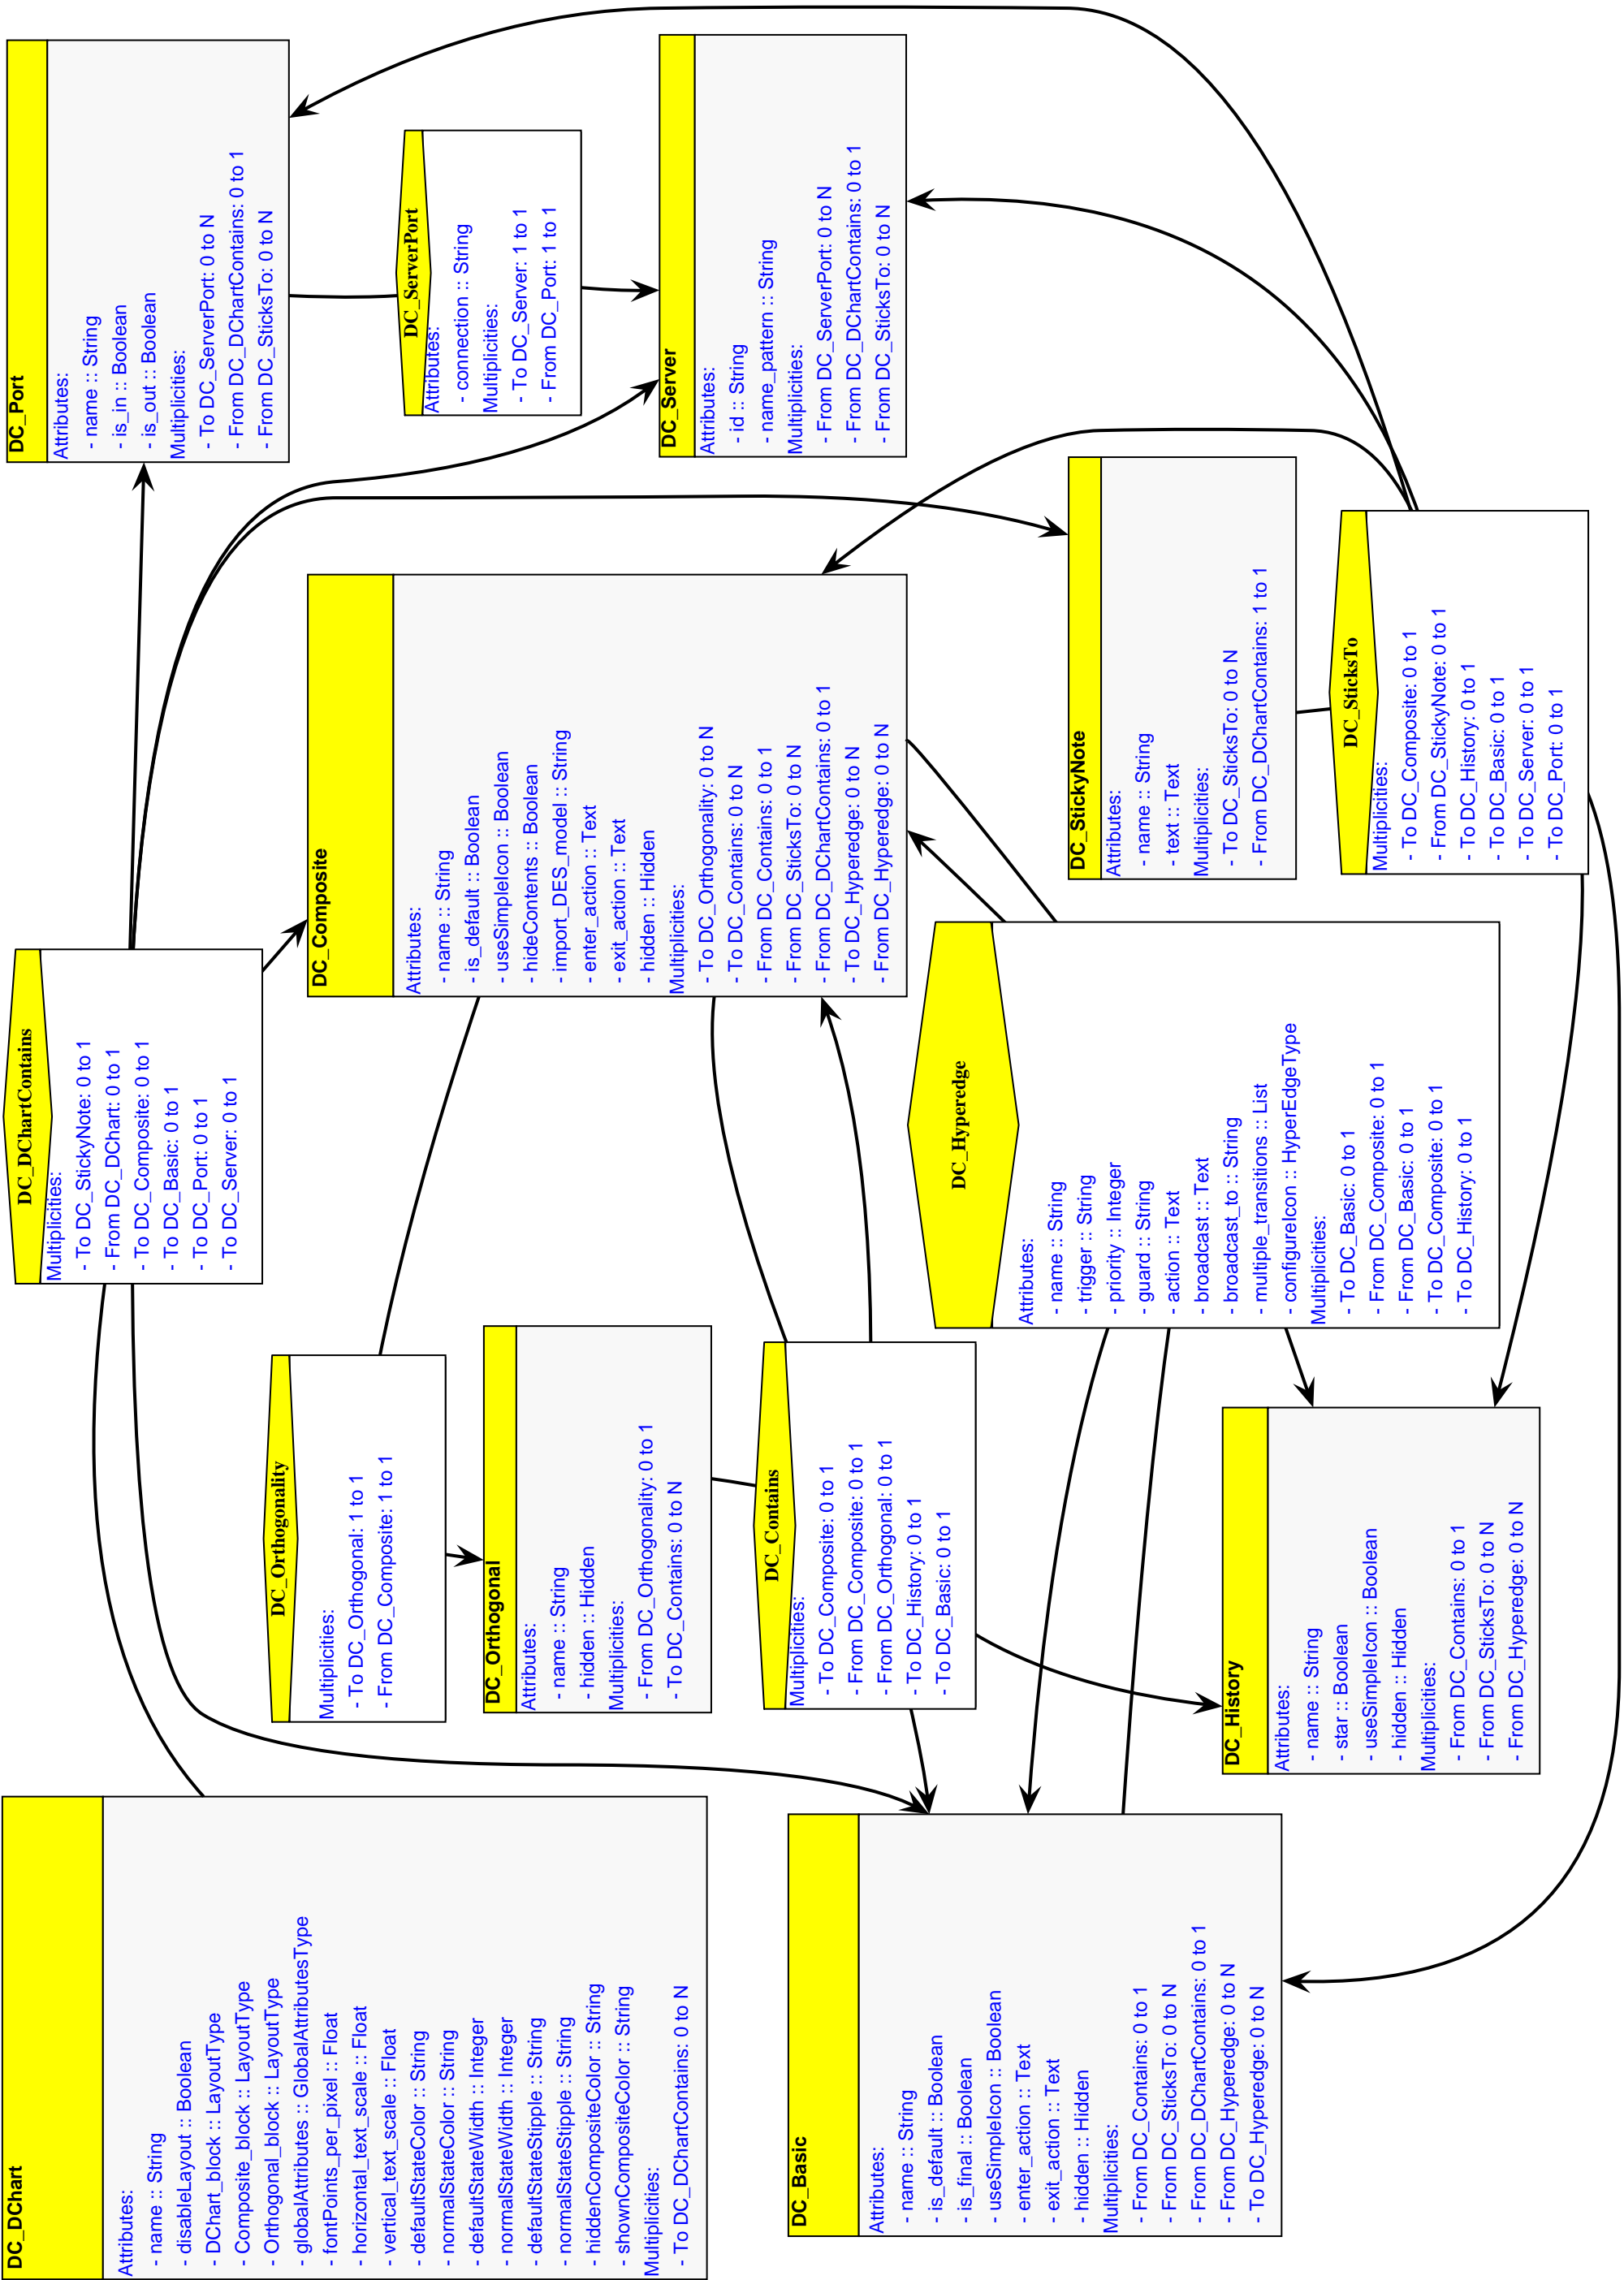 DC_DChart
Attributes:
- name :: String
- disableLayout :: Boolean
- DChart_block :: LayoutType
- Composite_block :: LayoutType
- Orthogonal_block :: LayoutType
- globalAttributes :: GlobalAttributesType
- fontPoints_per_pixel :: Float
- horizontal_text_scale :: Float
- vertical_text_scale :: Float
- defaultStateColor :: String
- normalStateColor :: String
- defaultStateWidth :: Integer
- normalStateWidth :: Integer
- defaultStateStipple :: String
- normalStateStipple :: String
- hiddenCompositeColor :: String
- shownCompositeColor :: String
Multiplicities:
- To DC_DChartContains: 0 to N
DC_Basic
Attributes:
- name :: String
- is_default :: Boolean
- is_final :: Boolean
- useSimpleIcon :: Boolean
- enter_action :: Text
- exit_action :: Text
- hidden :: Hidden
Multiplicities:
- From DC_Contains: 0 to 1
- From DC_SticksTo: 0 to N
- From DC_DChartContains: 0 to 1
- From DC_Hyperedge: 0 to N
- To DC_Hyperedge: 0 to N
DC_Orthogonality
Multiplicities:
- To DC_Orthogonal: 1 to 1
- From DC_Composite: 1 to 1
DC_Orthogonal
Attributes:
- name :: String
- hidden :: Hidden
Multiplicities:
- From DC_Orthogonality: 0 to 1
- To DC_Contains: 0 to N
DC_Contains
Multiplicities:
- To DC_Composite: 0 to 1
- From DC_Composite: 0 to 1
- From DC_Orthogonal: 0 to 1
- To DC_History: 0 to 1
- To DC_Basic: 0 to 1
DC_History
Attributes:
- name :: String
- star :: Boolean
- useSimpleIcon :: Boolean
- hidden :: Hidden
Multiplicities:
- From DC_Contains: 0 to 1
- From DC_SticksTo: 0 to N
- From DC_Hyperedge: 0 to N
DC_DChartContains
Multiplicities:
- To DC_StickyNote: 0 to 1
- From DC_DChart: 0 to 1
- To DC_Composite: 0 to 1
- To DC_Basic: 0 to 1
- To DC_Port: 0 to 1
- To DC_Server: 0 to 1
DC_Composite
Attributes:
- name :: String
- is_default :: Boolean
- useSimpleIcon :: Boolean
- hideContents :: Boolean
- import_DES_model :: String
- enter_action :: Text
- exit_action :: Text
- hidden :: Hidden
Multiplicities:
- To DC_Orthogonality: 0 to N
- To DC_Contains: 0 to N
- From DC_Contains: 0 to 1
- From DC_SticksTo: 0 to N
- From DC_DChartContains: 0 to 1
- To DC_Hyperedge: 0 to N
- From DC_Hyperedge: 0 to N
DC_Hyperedge
Attributes:
- name :: String
- trigger :: String
- priority :: Integer
- guard :: String
- action :: Text
- broadcast :: Text
- broadcast_to :: String
- multiple_transitions :: List
- configureIcon :: HyperEdgeType
Multiplicities:
- To DC_Basic: 0 to 1
- From DC_Composite: 0 to 1
- From DC_Basic: 0 to 1
- To DC_Composite: 0 to 1
- To DC_History: 0 to 1
DC_StickyNote
Attributes:
- name :: String
- text :: Text
Multiplicities:
- To DC_SticksTo: 0 to N
- From DC_DChartContains: 1 to 1
DC_SticksTo
Multiplicities:
- To DC_Composite: 0 to 1
- From DC_StickyNote: 0 to 1
- To DC_History: 0 to 1
- To DC_Basic: 0 to 1
- To DC_Server: 0 to 1
- To DC_Port: 0 to 1
DC_Port
Attributes:
- name :: String
- is_in :: Boolean
- is_out :: Boolean
Multiplicities:
- To DC_ServerPort: 0 to N
- From DC_DChartContains: 0 to 1
- From DC_SticksTo: 0 to N
DC_ServerPort
Attributes:
- connection :: String
Multiplicities:
- To DC_Server: 1 to 1
- From DC_Port: 1 to 1
DC_Server
Attributes:
- id :: String
- name_pattern :: String
Multiplicities:
- From DC_ServerPort: 0 to N
- From DC_DChartContains: 0 to 1
- From DC_SticksTo: 0 to N